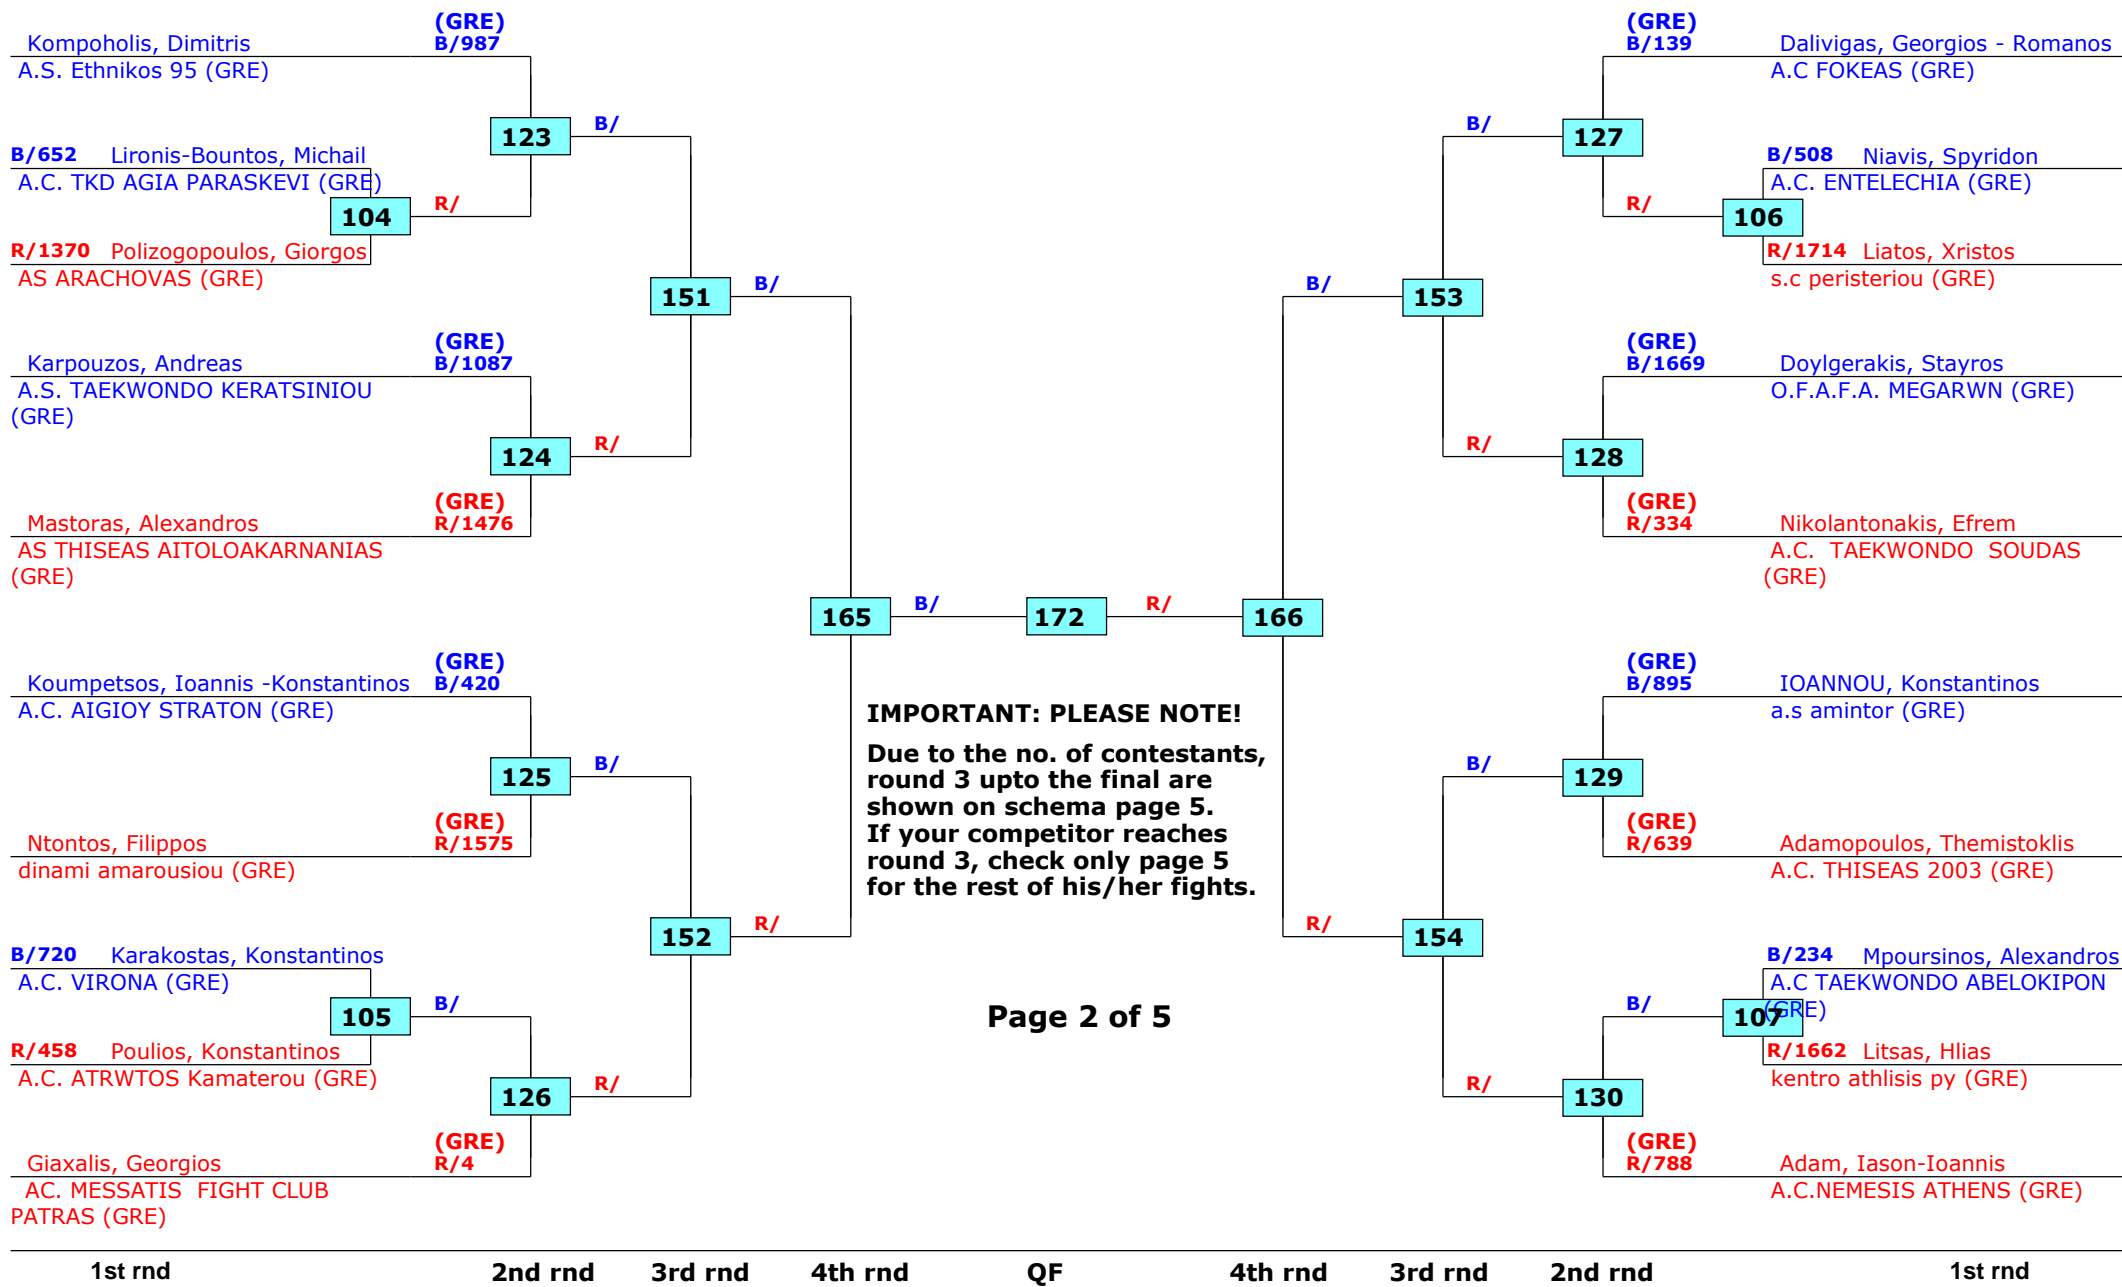 (GRE)
Kompoholis, Dimitris B/987
A.S. Ethnikos 95 (GRE)
123
B/
B/652 Lironis-Bountos, Michail
A.C. TKD AGIA PARASKEVI (GRE)
104
R/
R/1370 Polizogopoulos, Giorgos
AS ARACHOVAS (GRE)
151
B/
(GRE)
Karpouzos, Andreas B/1087
A.S. TAEKWONDO KERATSINIOU
(GRE)
124
R/
(GRE)
Mastoras, Alexandros R/1476
AS THISEAS AITOLOAKARNANIAS
(GRE)
165
B/
172
R/
166
(GRE)
Koumpetsos, Ioannis -Konstantinos B/420
A.C. AIGIOY STRATON (GRE)
125
B/
(GRE)
Ntontos, Filippos R/1575
dinami amarousiou (GRE)
152
R/
B/720 Karakostas, Konstantinos
A.C. VIRONA (GRE)
105
B/
R/458 Poulios, Konstantinos
A.C. ATRWTOS Kamaterou (GRE)
126
R/
(GRE)
Giaxalis, Georgios R/4
AC. MESSATIS FIGHT CLUB
PATRAS (GRE)
IMPORTANT: PLEASE NOTE!
Due to the no. of contestants,
round 3 upto the final are
shown on schema page 5.
If your competitor reaches
round 3, check only page 5
for the rest of his/her fights.
Page 2 of 5
(GRE)
B/139 Dalivigas, Georgios - Romanos
A.C FOKEAS (GRE)
B/
127
B/508 Niavis, Spyridon
A.C. ENTELECHIA (GRE)
R/
106
R/1714 Liatos, Xristos
s.c peristeriou (GRE)
B/
153
(GRE)
B/1669 Doylgerakis, Stayros
O.F.A.F.A. MEGARWN (GRE)
R/
128
(GRE)
R/334 Nikolantonakis, Efrem
A.C. TAEKWONDO SOUDAS
(GRE)
(GRE)
B/895 IOANNOU, Konstantinos
a.s amintor (GRE)
B/
129
(GRE)
R/639 Adamopoulos, Themistoklis
A.C. THISEAS 2003 (GRE)
R/
154
B/234 Mpoursinos, Alexandros
A.C TAEKWONDO ABELOKIPON
(GRE)
B/
107
R/1662 Litsas, Hlias
kentro athlisis py (GRE)
R/
130
(GRE)
R/788 Adam, Iason-Ioannis
A.C.NEMESIS ATHENS (GRE)
1st rnd 2nd rnd 3rd rnd 4th rnd QF 4th rnd 3rd rnd 2nd rnd 1st rnd